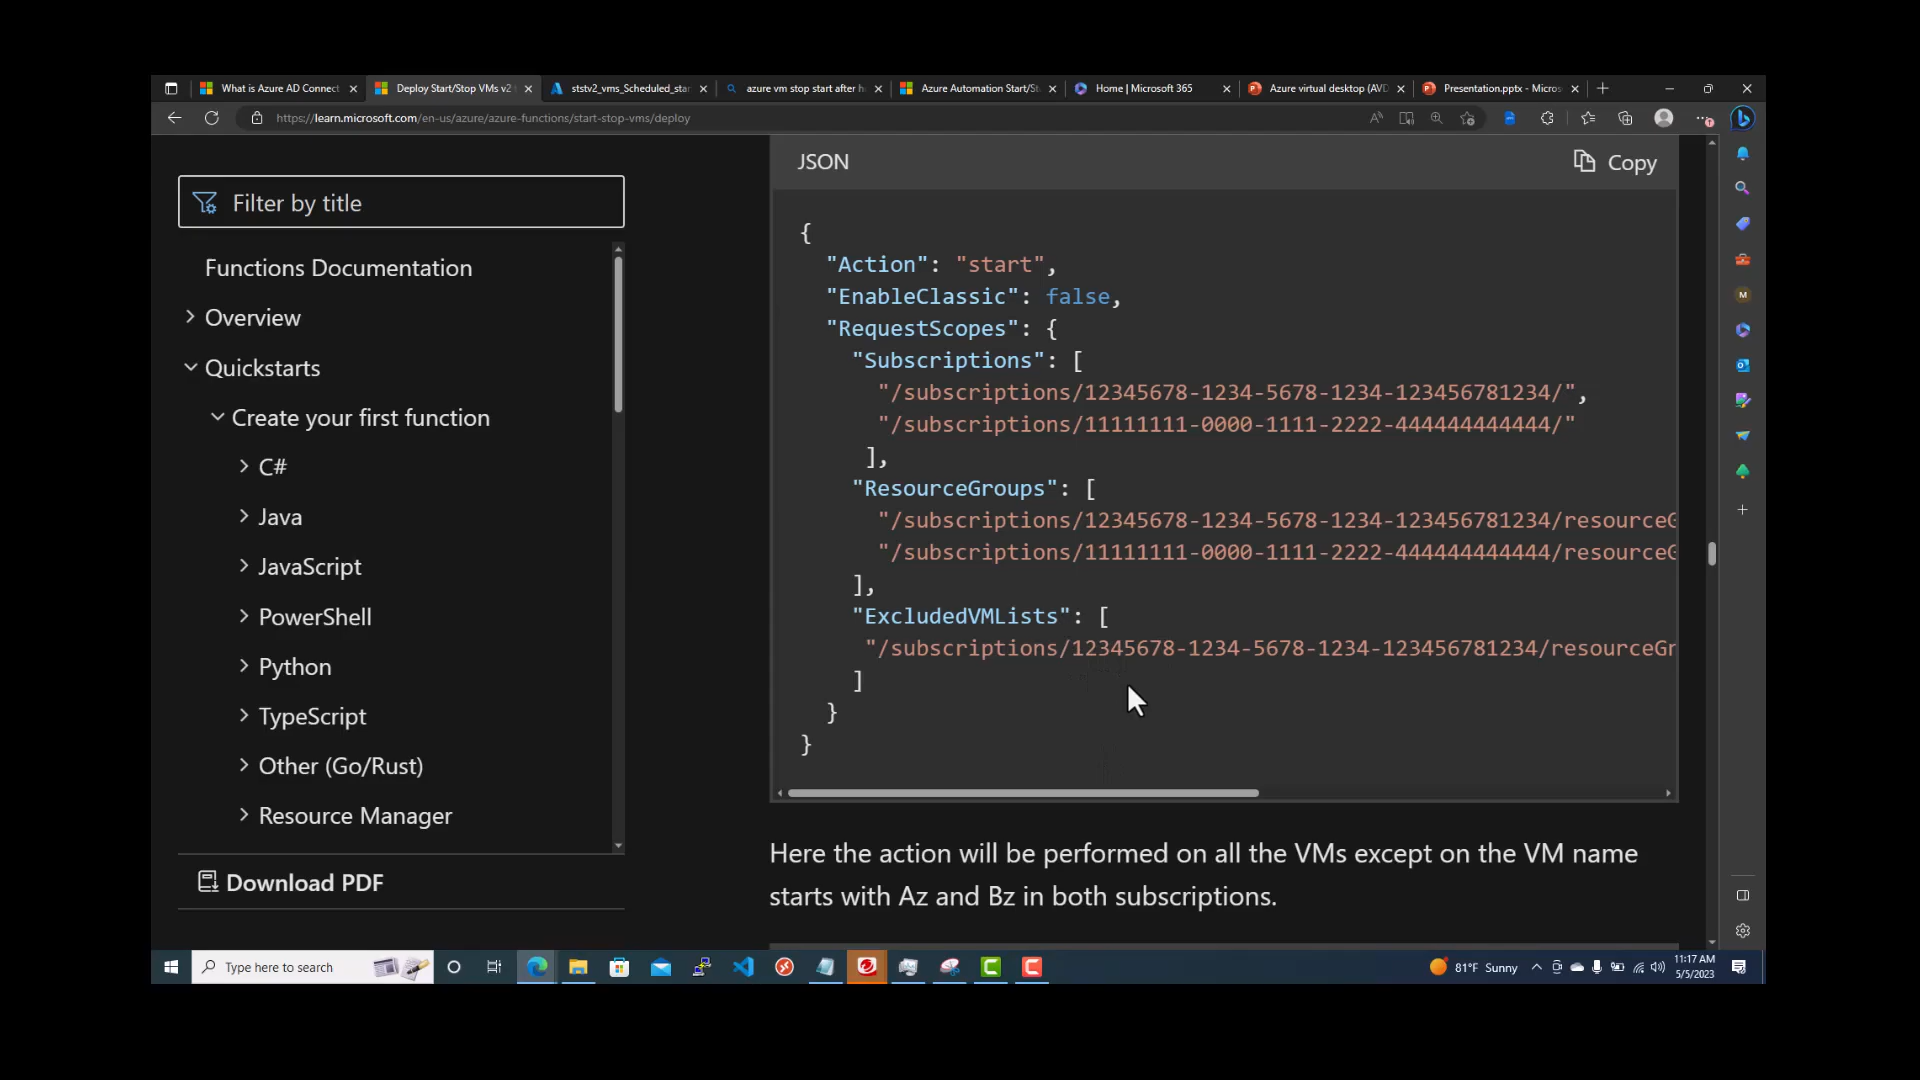 What is Azure AD Connect
Deploy Start/Stop VMs v2
ststv2_vms_Scheduled_star
azure vm stop start after h
Azure Automation Start/St
Home | Microsoft 365
Azure virtual desktop (AVD
Presentation.pptx - Micros
https://learn.microsoft.com/en-us/azure/azure-functions/start-stop-vms/deploy
Filter by title
Functions Documentation
Overview
Quickstarts
Create your first function
C#
Java
JavaScript
PowerShell
Python
TypeScript
Other (Go/Rust)
Resource Manager
Download PDF
JSON
Copy
{
"Action": "start",
"EnableClassic": false,
"RequestScopes": {
"Subscriptions": [
"/subscriptions/12345678-1234-5678-1234-123456781234/",
"/subscriptions/11111111-0000-1111-2222-444444444444/"
],
"ResourceGroups": [
"/subscriptions/12345678-1234-5678-1234-123456781234/resourceG
"/subscriptions/11111111-0000-1111-2222-444444444444/resourceG
],
"ExcludedVMLists": [
"/subscriptions/12345678-1234-5678-1234-123456781234/resourceGr
]
}
}
Here the action will be performed on all the VMs except on the VM name
starts with Az and Bz in both subscriptions.
M
Type here to search
81°F Sunny
11:17 AM
5/5/2023